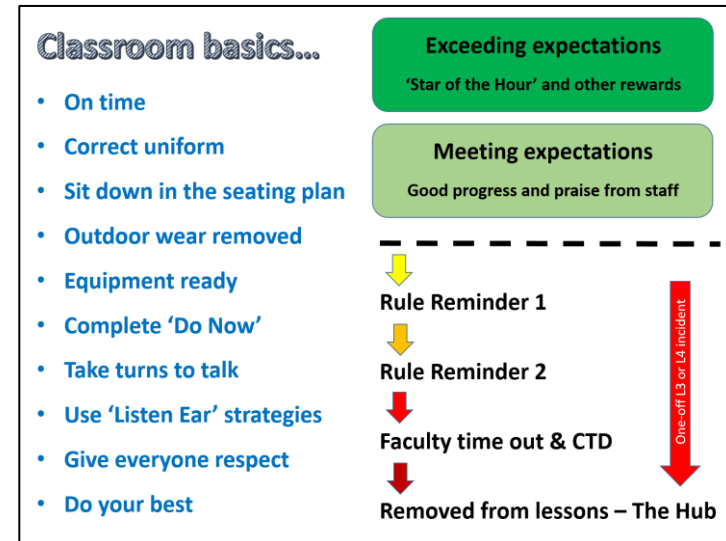 Classroom basics...
• On time
• Correct uniform
• Sit down in the seating plan
• Outdoor wear removed
• Equipment ready
• Complete ‘Do Now’
• Take turns to talk
• Use ‘Listen Ear’ strategies
• Give everyone respect
• Do your best
Exceeding expectations
‘Star of the Hour’ and other rewards
Meeting expectations
Good progress and praise from staff
Rule Reminder 1
Rule Reminder 2
Faculty time out & CTD
Removed from lessons – The Hub
One-off L3 or L4 incident